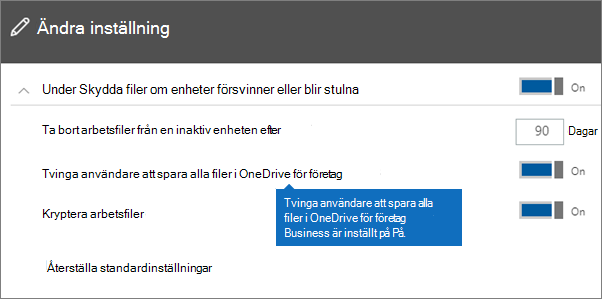 Ändra inställning
Under Skydda filer om enheter försvinner eller blir stulna On
Ta bort arbetsfiler från en inaktiv enheten efter 90 Dagar
Tvinga användare att spara alla filer i OneDrive för företag On
Tvinga användare att spara alla
filer i OneDrive för företag
Business är inställt på På.
Kryptera arbetsfiler On
Återställa standardinställningar